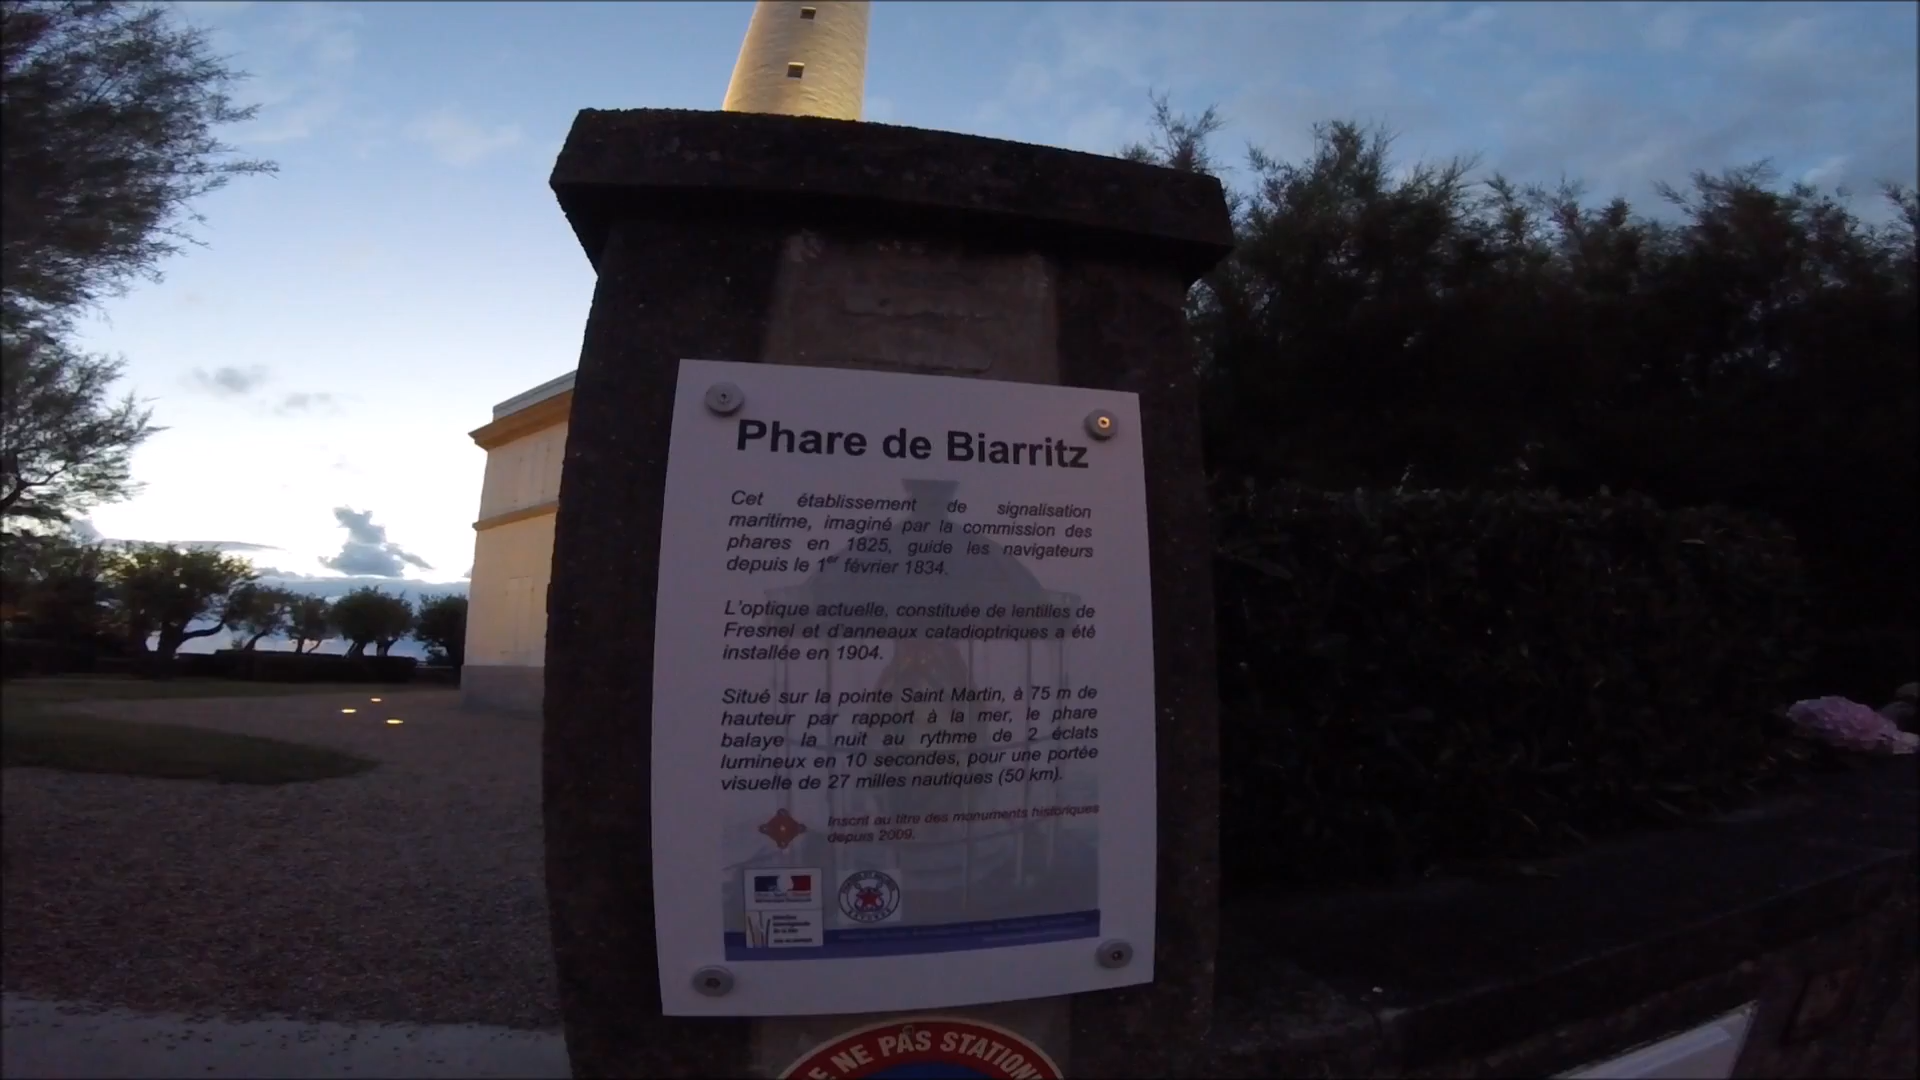 Phare de Biarritz
Cet établissement de signalisation
maritime, imaginé par la commission des
phares en 1825, guide les navigateurs
depuis le 1er février 1834.
L'optique actuelle, constituée de lentilles de
Fresnel et d'anneaux catadioptriques a été
installée en 1904.
Situé sur la pointe Saint Martin, à 75 m de
hauteur par rapport à la mer, le phare
balaye la nuit au rythme de 2 éclats
lumineux en 10 secondes, pour une portée
visuelle de 27 milles nautiques (50 km).
Inscrit au titre des monuments historiques
depuis 2009.
NE PAS STATIONN